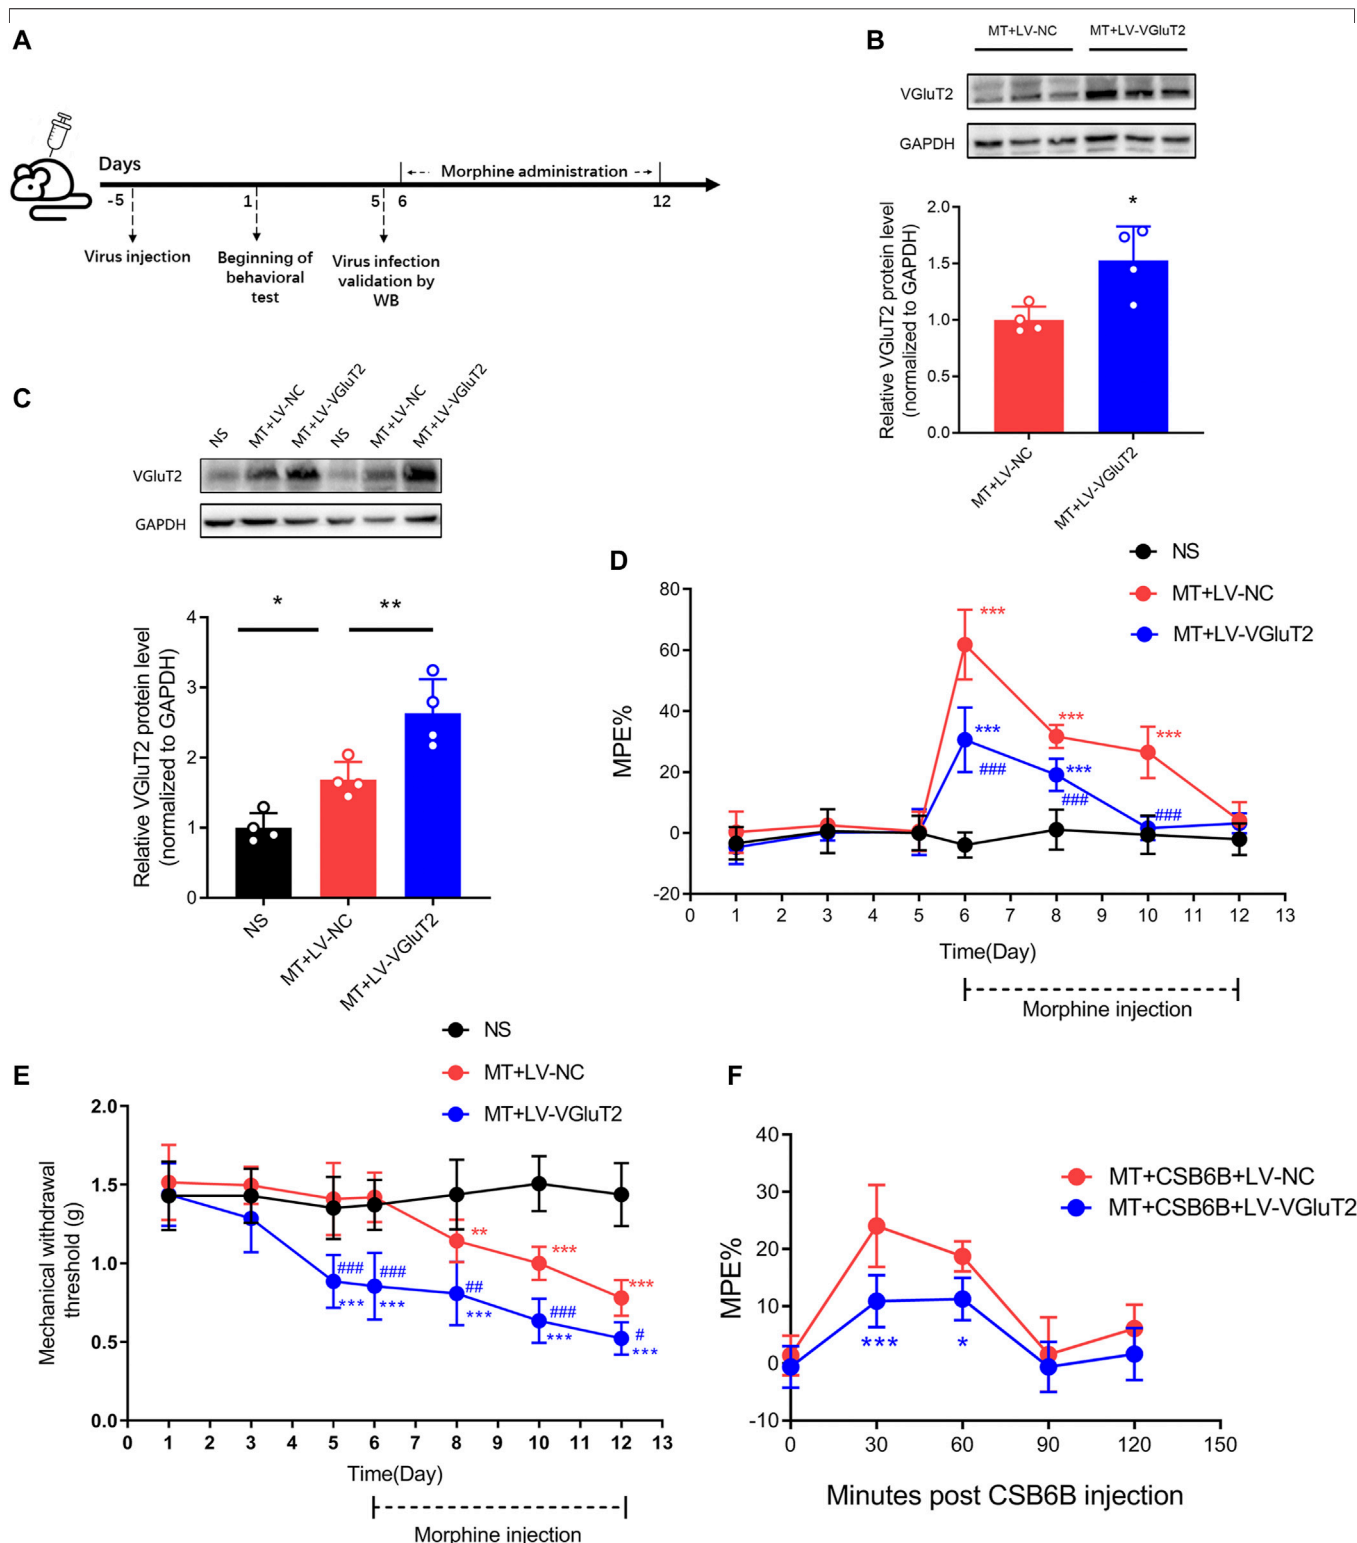 A
Days
-5
1
5
6
12
Morphine administration
Virus injection
Beginning of
behavioral
test
Virus infection
validation by
WB
B
MT+LV-NC
MT+LV-VGluT2
VGluT2
GAPDH
*
Relative VGluT2 protein level
(normalized to GAPDH)
2.0
1.5
1.0
0.5
0.0
MT+LV-NC
MT+LV-VGluT2
C
NS
MT+LV-NC
MT+LV-VGluT2
NS
MT+LV-NC
MT+LV-VGluT2
VGluT2
GAPDH
*
**
Relative VGluT2 protein level
(normalized to GAPDH)
4
3
2
1
0
NS
MT+LV-NC
MT+LV-VGluT2
D
NS
MT+LV-NC
MT+LV-VGluT2
MPE%
80
60
40
20
0
-20
***
***
###
***
***
###
***
###
0 1 2 3 4 5 6 7 8 9 10 11 12 13
Time(Day)
Morphine injection
E
NS
MT+LV-NC
MT+LV-VGluT2
Mechanical withdrawal
threshold (g)
2.0
1.5
1.0
0.5
0.0
###
***
###
***
**
##
***
***
###
***
***
#
***
0 1 2 3 4 5 6 7 8 9 10 11 12 13
Time(Day)
Morphine injection
F
MT+CSB6B+LV-NC
MT+CSB6B+LV-VGluT2
MPE%
40
30
20
10
0
-10
***
*
0 30 60 90 120 150
Minutes post CSB6B injection